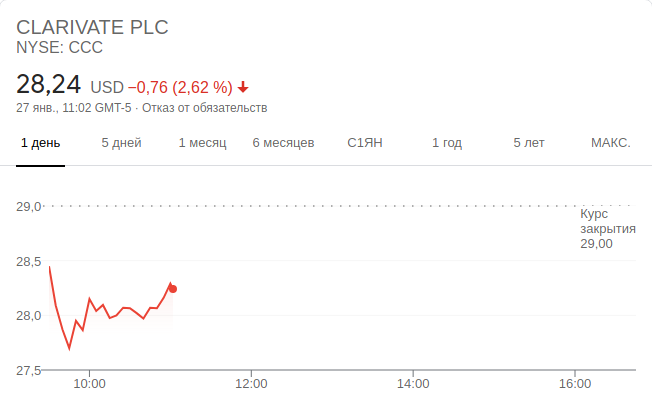 CLARIVATE PLC
NYSE: CCC
28,24 USD −0,76 (2,62 %)
27 янв., 11:02 GMT-5 · Отказ от обязательств
1 день 5 дней 1 месяц 6 месяцев С1ЯН 1 год 5 лет МАКС.
29,0
Курс
закрытия
29,00
28,5
28,0
27,5
10:00 12:00 14:00 16:00